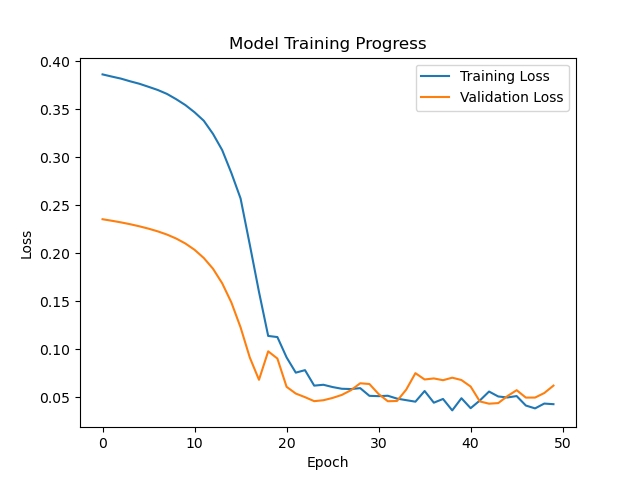 Model Training Progress
Training Loss
Validation Loss
0.40
0.35
0.30
0.25
0.20
0.15
0.10
0.05
Loss
0 10 20 30 40 50
Epoch